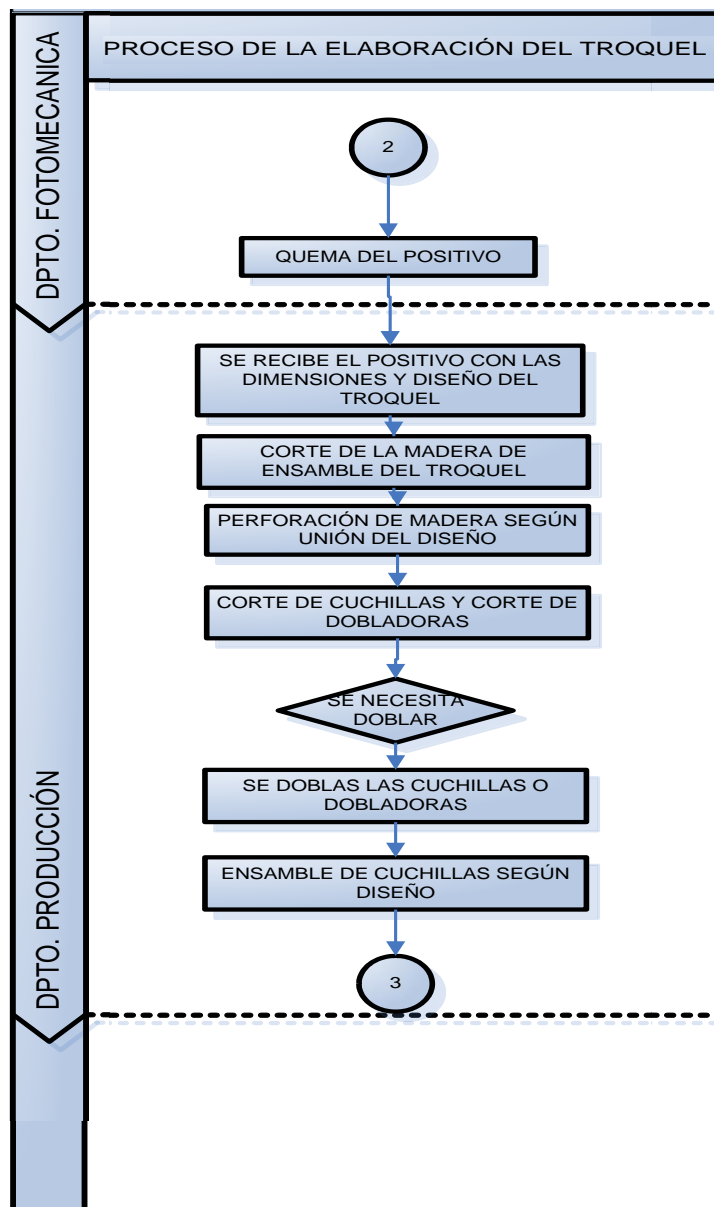 PROCESO DE LA ELABORACIÓN DEL TROQUEL
DPTO. FOTOMECANICA
2
QUEMA DEL POSITIVO
DPTO. PRODUCCIÓN
SE RECIBE EL POSITIVO CON LAS
DIMENSIONES Y DISEÑO DEL
TROQUEL
CORTE DE LA MADERA DE
ENSAMBLE DEL TROQUEL
PERFORACIÓN DE MADERA SEGÚN
UNIÓN DEL DISEÑO
CORTE DE CUCHILLAS Y CORTE DE
DOBLADORAS
SE NECESITA
DOBLAR
SE DOBLAS LAS CUCHILLAS O
DOBLADORAS
ENSAMBLE DE CUCHILLAS SEGÚN
DISEÑO
3